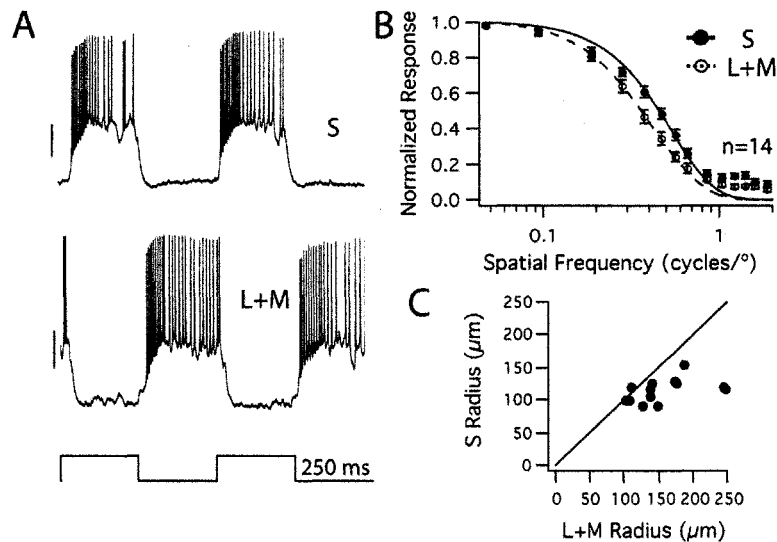 A
S
L+M
250 ms
B
Normalized Response
1.0
0.8
0.6
0.4
0.2
0.0
S
L+M
n=14
0.1
1
Spatial Frequency (cycles/°)
C
S Radius (µm)
250
200
150
100
50
0
0 50 100 150 200 250
L+M Radius (µm)